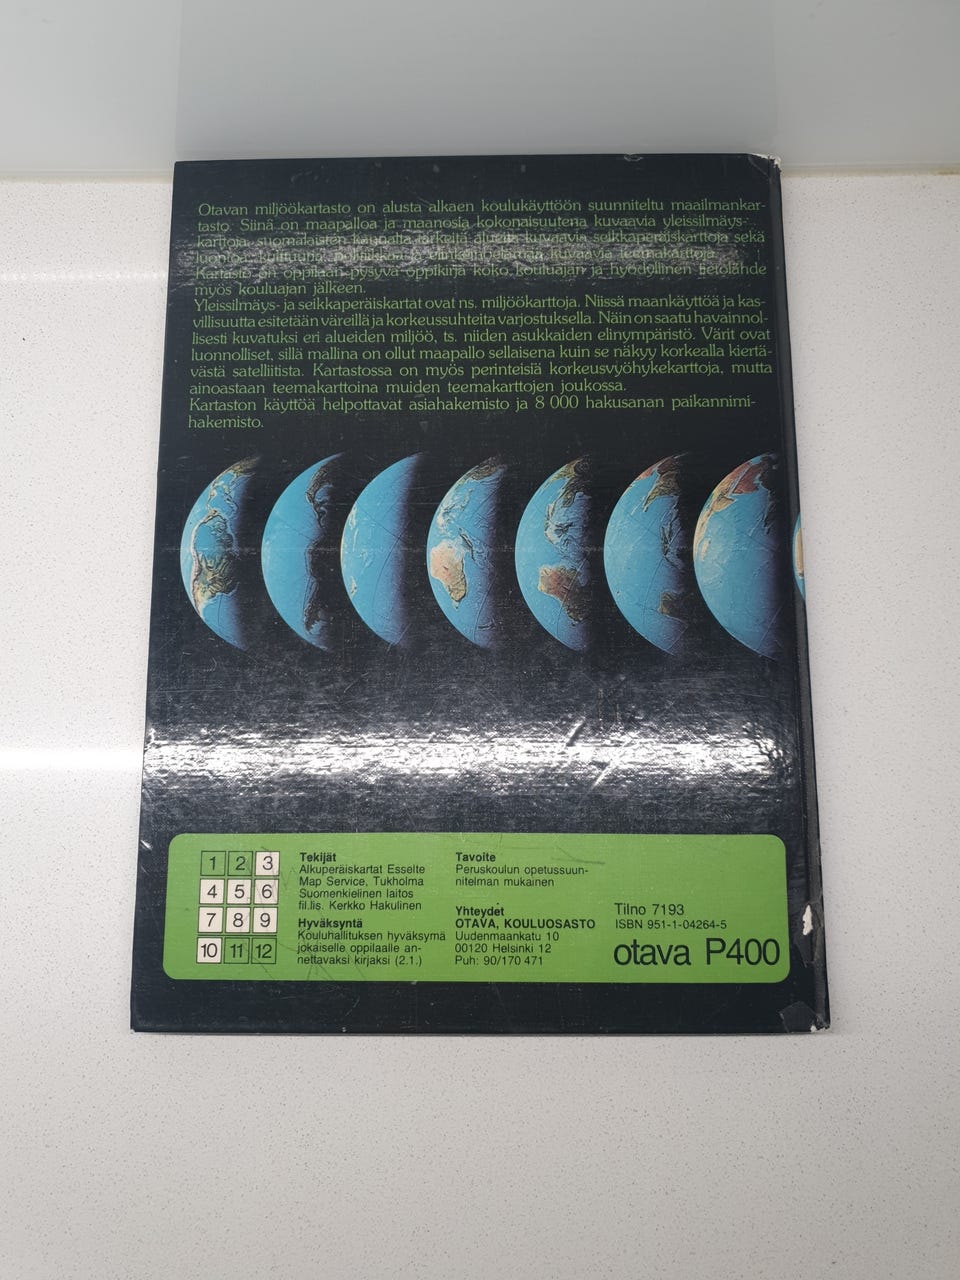 Otavan miljöökartasto on alusta alkaen koulukäyttöön suunniteltu maailmankar-
tasto. Siinä on maapalloa ja maanosia kokonaisuutena kuvaavia yleissilmäys-
karttoja, suomalaisten kannalta tärkeitä alueita kuvaavia seikkaperäiskarttoja sekä
luontoa, kulttuuria, politiikkaa ja elinkeinoelämää kuvaavia teemakarttoja.
Kartasto on oppilaan pysyvä oppikirja koko kouluajan ja hyödyllinen tietolähde
myös kouluajan jälkeen.
Yleissilmäys- ja seikkaperäiskartat ovat ns. miljöökarttoja. Niissä maankäyttöä ja kas-
villisuutta esitetään väreillä ja korkeussuhteita varjostuksella. Näin on saatu havainnol-
lisesti kuvatuksi eri alueiden miljöö, ts. niiden asukkaiden elinympäristö. Värit ovat
luonnolliset, sillä mallina on ollut maapallo sellaisena kuin se näkyy korkealla kiertä-
västä satelliitista. Kartastossa on myös perinteisiä korkeusvyöhykekarttoja, mutta
ainoastaan teemakarttoina muiden teemakarttojen joukossa.
Kartaston käyttöä helpottavat asiahakemisto ja 8 000 hakusanan paikannimi-
hakemisto.
1 2 3
4 5 6
7 8 9
10 11 12
Tekijät
Alkuperäiskartat Esselte
Map Service, Tukholma
Suomenkielinen laitos
fil.lis. Kerkko Hakulinen
Hyväksyntä
Kouluhallituksen hyväksymä
jokaiselle oppilaalle an-
nettavaksi kirjaksi (2.1.)
Tavoite
Peruskoulun opetussuun-
nitelman mukainen
Yhteydet
OTAVA, KOULUOSASTO
Uudenmaankatu 10
00120 Helsinki 12
Puh: 90/170 471
Tilno 7193
ISBN 951-1-04264-5
otava P400